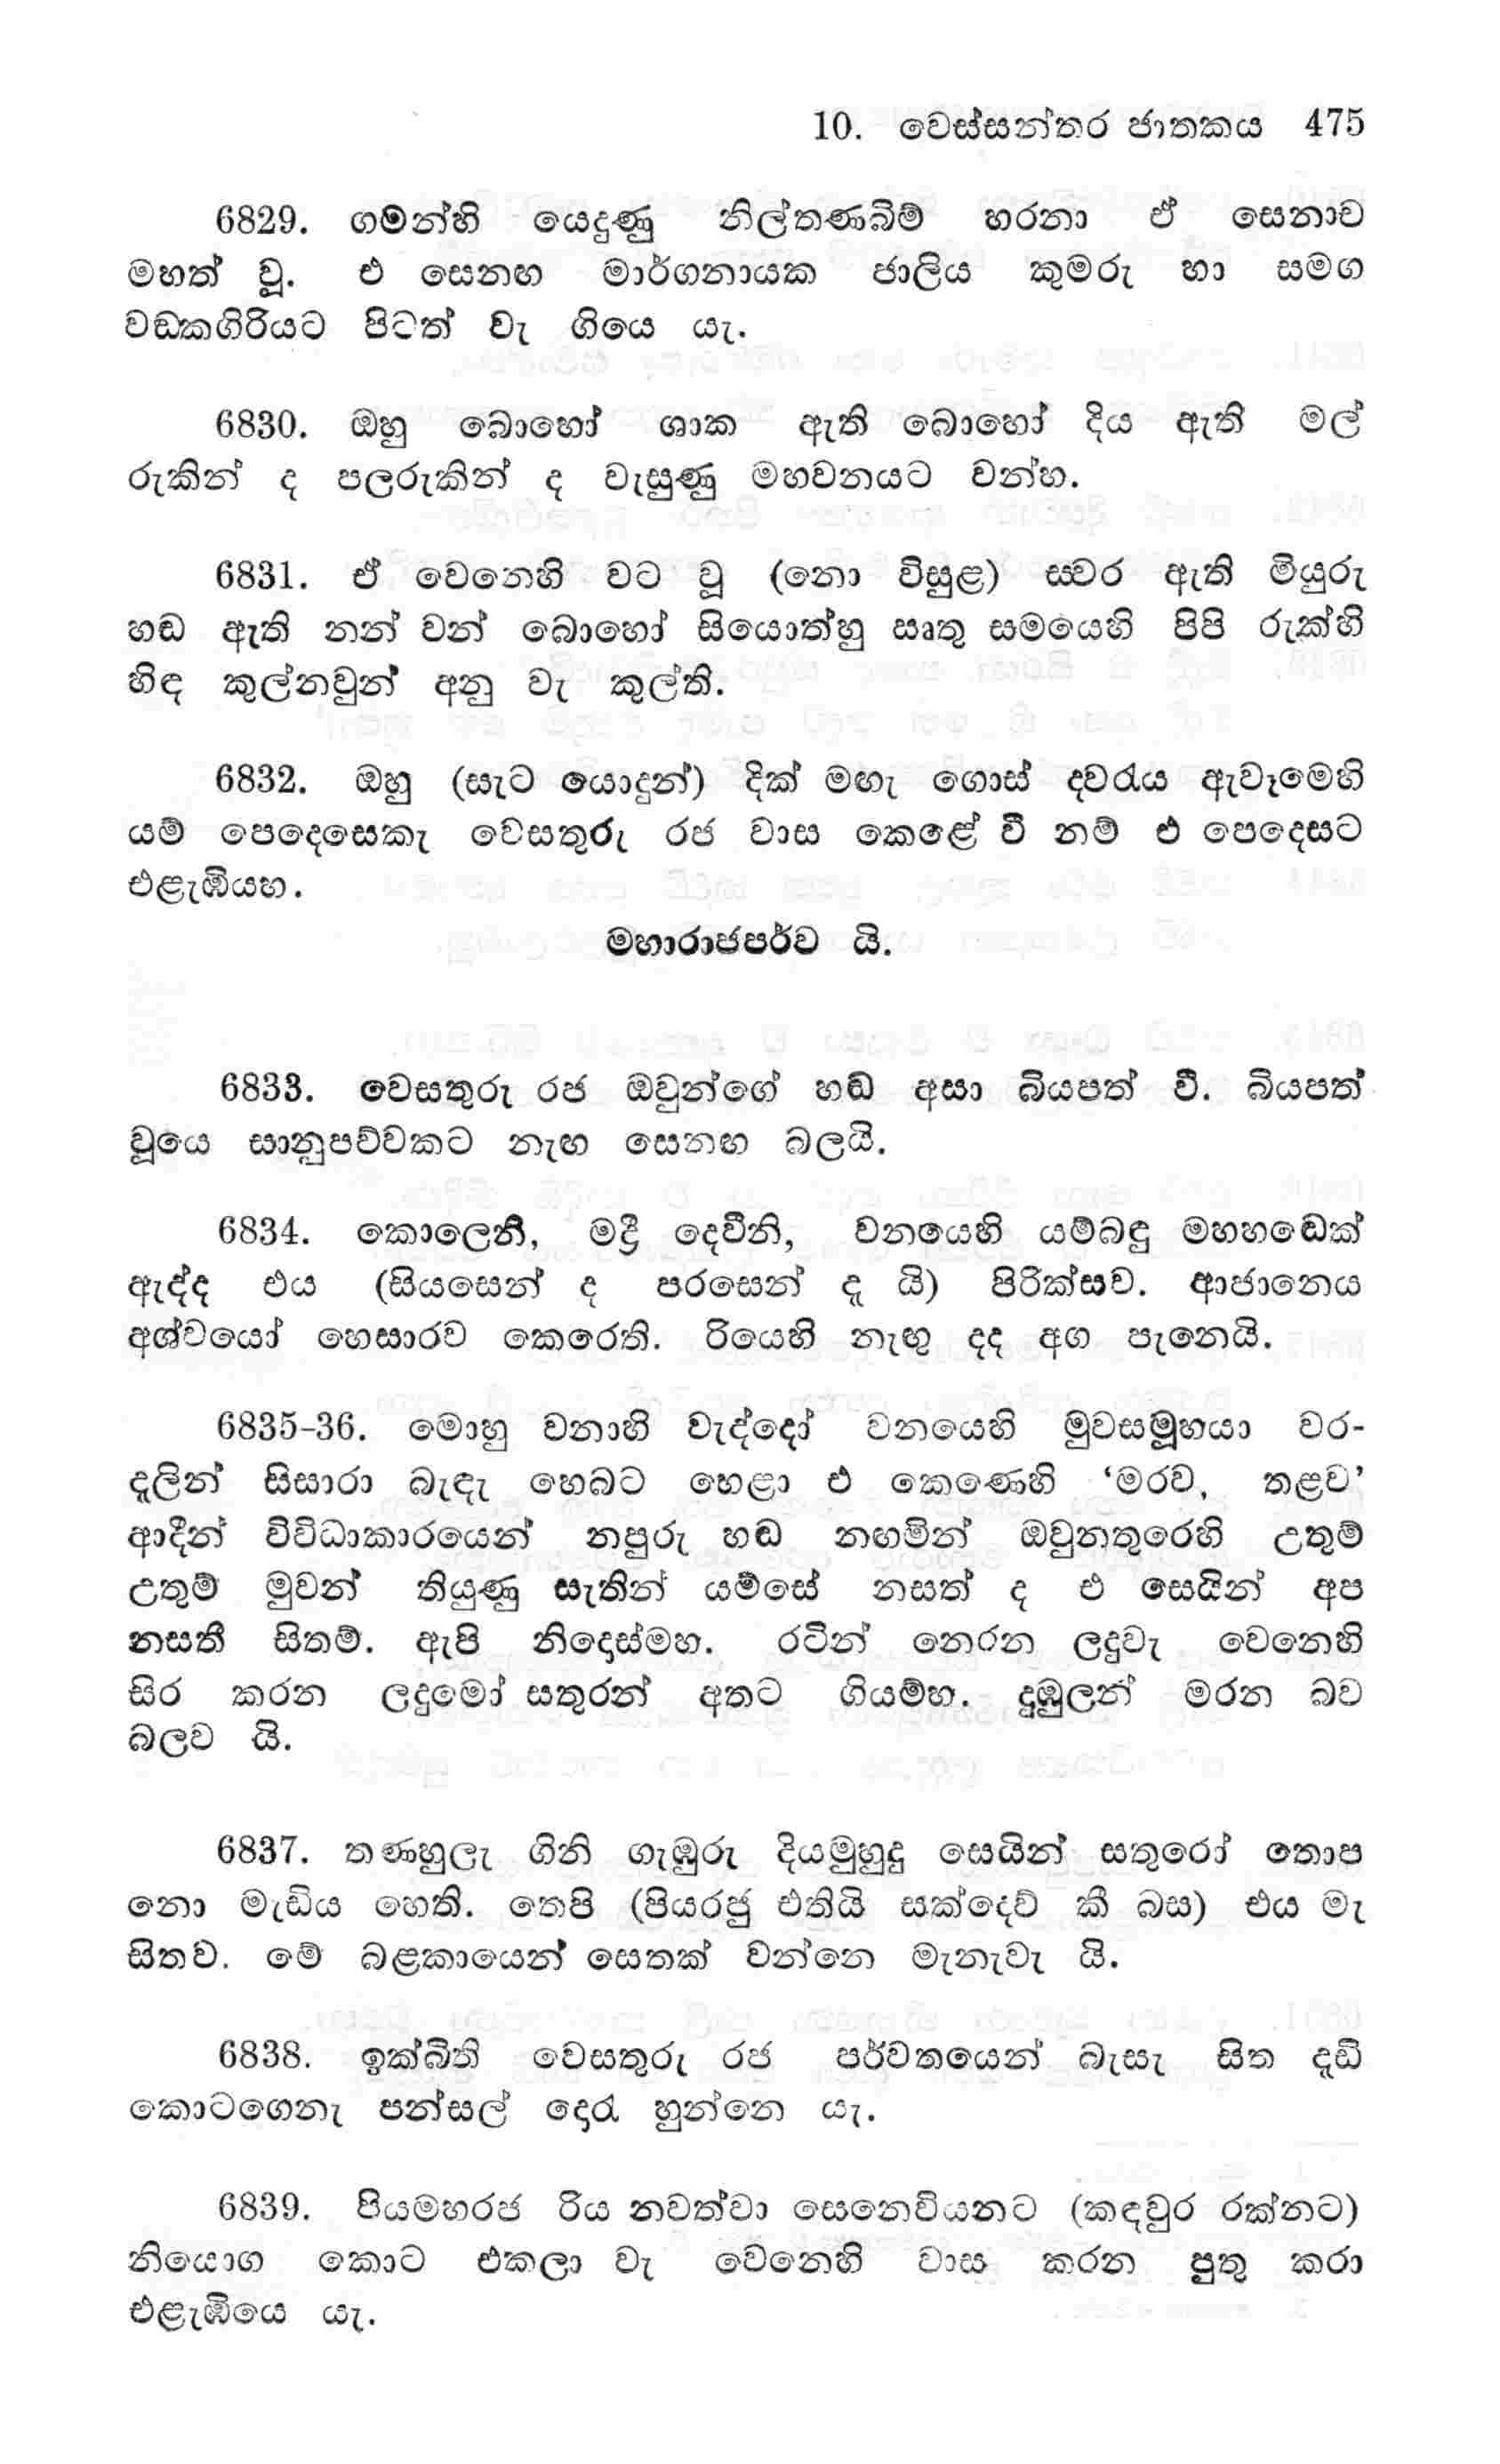 10. වෙස්සන්තර ජාතකය 475
6829. ගමන්හි යෙදුණු නිල්තණබිම් හරනා ඒ සෙනාව
මහත් වූ. එ සෙනඟ මාර්ගනායක ජාලිය කුමරු හා සමග
වඩකගිරියට පිටත් වැ ගියෙ යැ.
6830. ඔහු බොහෝ ශාක ඇති බොහෝ දිය ඇති මල්
රුකින් ද පලරුකින් ද වැසුණු මහවනයට වන්හ.
6831. ඒ වෙනෙහි වට වූ (නො විසුළ) ස්වර ඇති මියුරු
හඬ ඇති නන් වන් බොහෝ සියොත්හු ඍතු සමයෙහි පිපි රුක්හි
හිඳ කුල්නවුන් අනු වැ කුල්ති.
6832. ඔහු (සැට යොදුන්) දික් මඟැ ගොස් දවරැය ඇවෑමෙහි
යම් පෙදෙසෙකැ වෙසතුරු රජ වාස කෙළේ වී නම් එ පෙදෙසට
එළැඹියහ.
මහාරාජපර්ව යි.
6833. වෙසතුරු රජ ඔවුන්ගේ හඬ අසා බියපත් වී. බියපත්
වූයෙ සානුපව්වකට නැඟ සෙනඟ බලයි.
6834. කොලෙනි, මද්‍රී දෙවීනි, වනයෙහි යම්බඳු මහහඬෙක්
ඇද්ද එය (සියසෙන් ද පරසෙන් දෑ යි) පිරික්සව. ආජානෙය
අශ්වයෝ හෙසාරව කෙරෙති. රියෙහි නැඟු දද අග පැනෙයි.
6835-36. මොහු වනාහි වැද්දෝ වනයෙහි මුවසමූහයා වර-
දැලින් සිසාරා බැඳැ හෙබට හෙළා එ කෙණෙහි ‘මරව, තළව’
ආදීන් විවිධාකාරයෙන් නපුරු හඬ නඟමින් ඔවුනතුරෙහි උතුම්
උතුම් මුවන් තියුණු සැතින් යම්සේ නසත් ද එ සෙයින් අප
නසතී සිතම්. ඇපි නිදොස්මහ. රටින් නෙරන ලදුවැ වෙනෙහි
සිර කරන ලදුමෝ සතුරන් අතට ගියම්හ. දුඹුලන් මරන බව
බලව යි.
6837. තණහුලැ ගිනි ගැඹුරු දියමුහුදු සෙයින් සතුරෝ තොප
නො මැඩිය හෙති. තෙපි (පියරජු එතියි සක්දෙව් කී බස) එය මැ
සිතව. මේ බළකායෙන් සෙතක් වන්නෙ මැනැවැ යි.
6838. ඉක්බිති වෙසතුරු රජ පර්වතයෙන් බැසැ සිත දැඩි
කොටගෙනැ පන්සල් දොරැ හුන්නෙ යැ.
6839. පියමහරජ රිය නවත්වා සෙනෙවියනට (කඳවුර රක්නට)
නියොග කොට එකලා වැ වෙනෙහි වාස කරන පුතු කරා
එළැඹියෙ යැ.